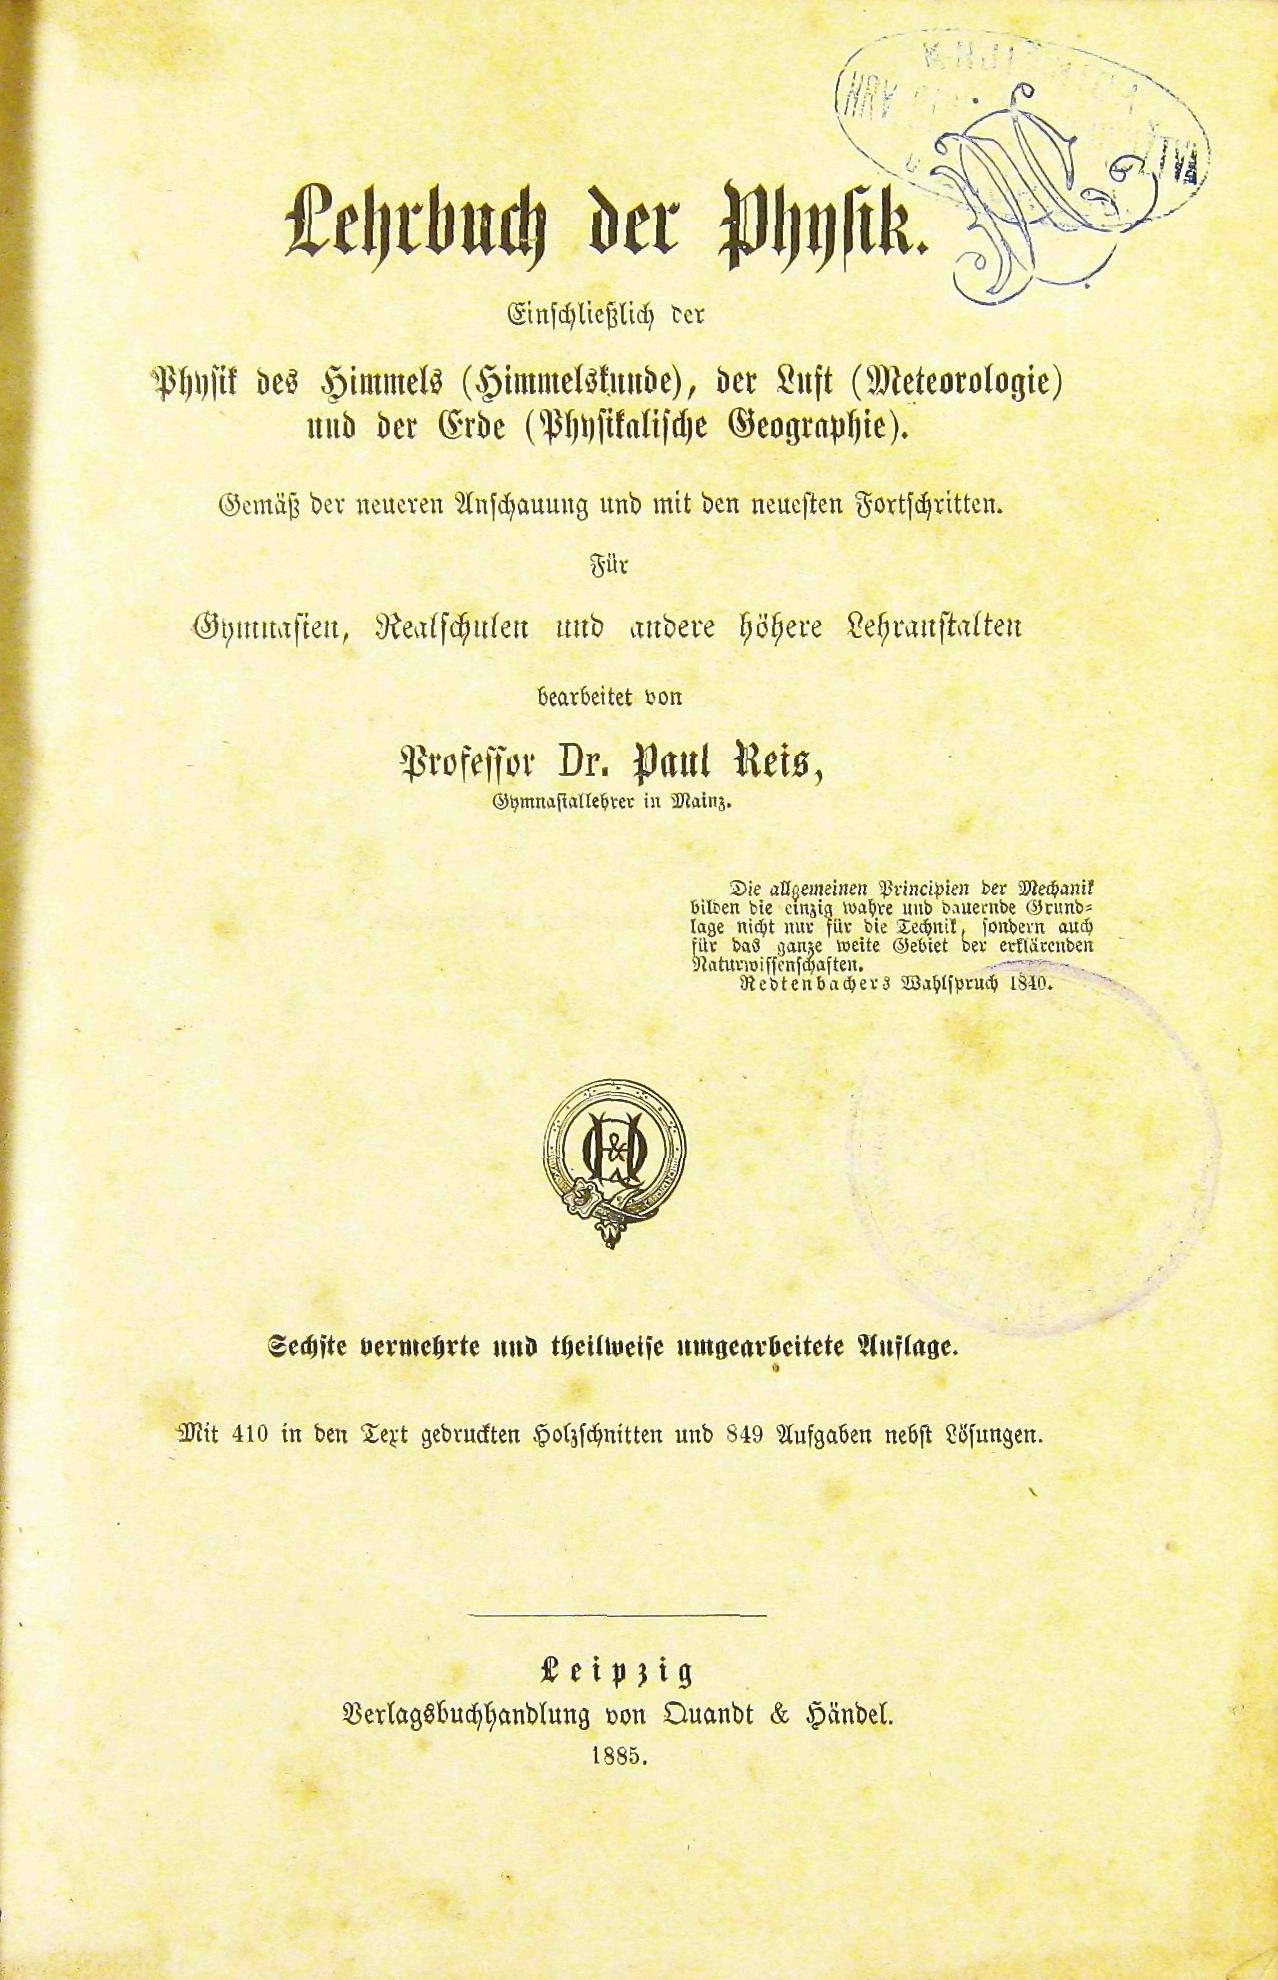 Lehrbuch der Physik.
Einschließlich der
Physik des Himmels (Himmelskunde), der Luft (Meteorologie)
und der Erde (Physikalische Geographie).
Gemäß der neueren Anschauung und mit den neuesten Fortschritten.
Für
Gymnasien, Realschulen und andere höhere Lehranstalten
bearbeitet von
Professor Dr. Paul Reis,
Gymnasiallehrer in Mainz.
Die allgemeinen Principien der Mechanik
bilden die einzig wahre und dauernde Grund-
lage nicht nur für die Technik, sondern auch
für das ganze weite Gebiet der erklärenden
Naturwissenschaften.
Redtenbachers Wahlspruch 1840.
Sechste vermehrte und theilweise umgearbeitete Auflage.
Mit 410 in den Text gedruckten Holzschnitten und 849 Aufgaben nebst Lösungen.
Leipzig
Verlagsbuchhandlung von Quandt & Händel.
1885.